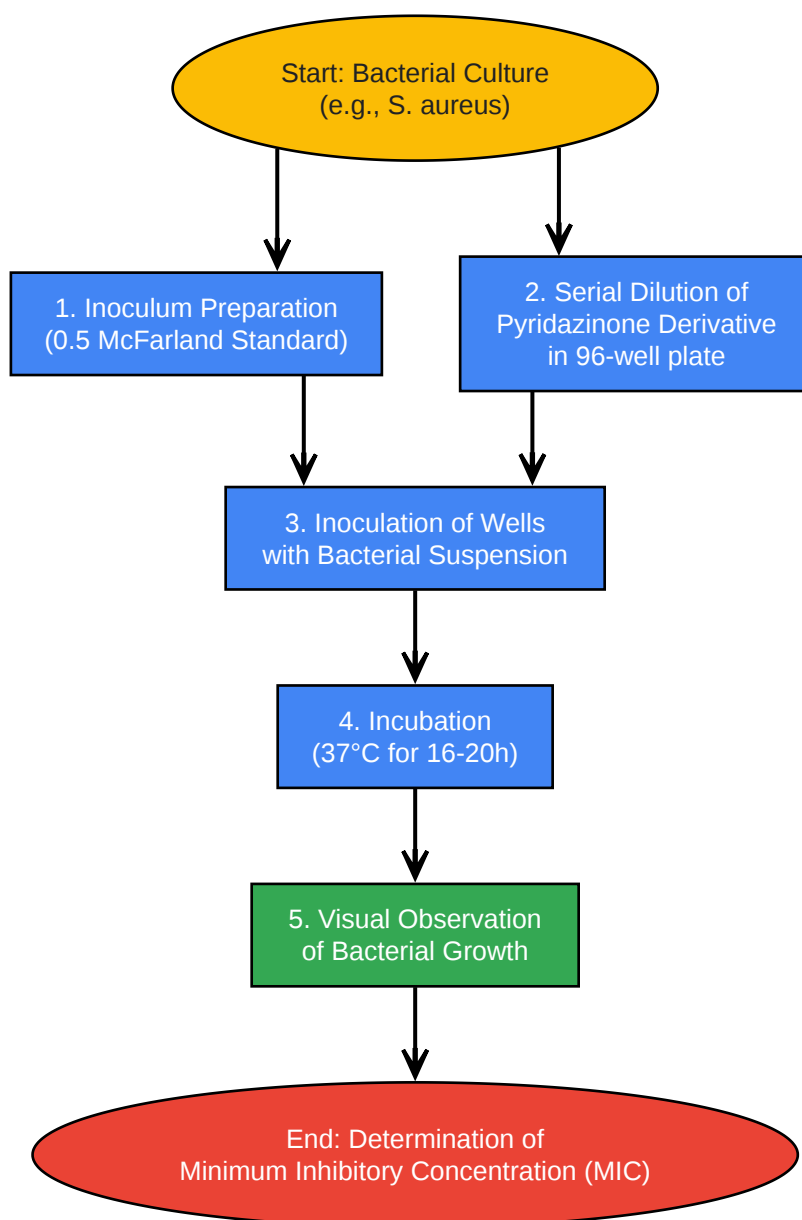 Start: Bacterial Culture
(e.g., S. aureus)
1. Inoculum Preparation
(0.5 McFarland Standard)
2. Serial Dilution of
Pyridazinone Derivative
in 96-well plate
3. Inoculation of Wells
with Bacterial Suspension
4. Incubation
(37°C for 16-20h)
5. Visual Observation
of Bacterial Growth
End: Determination of
Minimum Inhibitory Concentration (MIC)